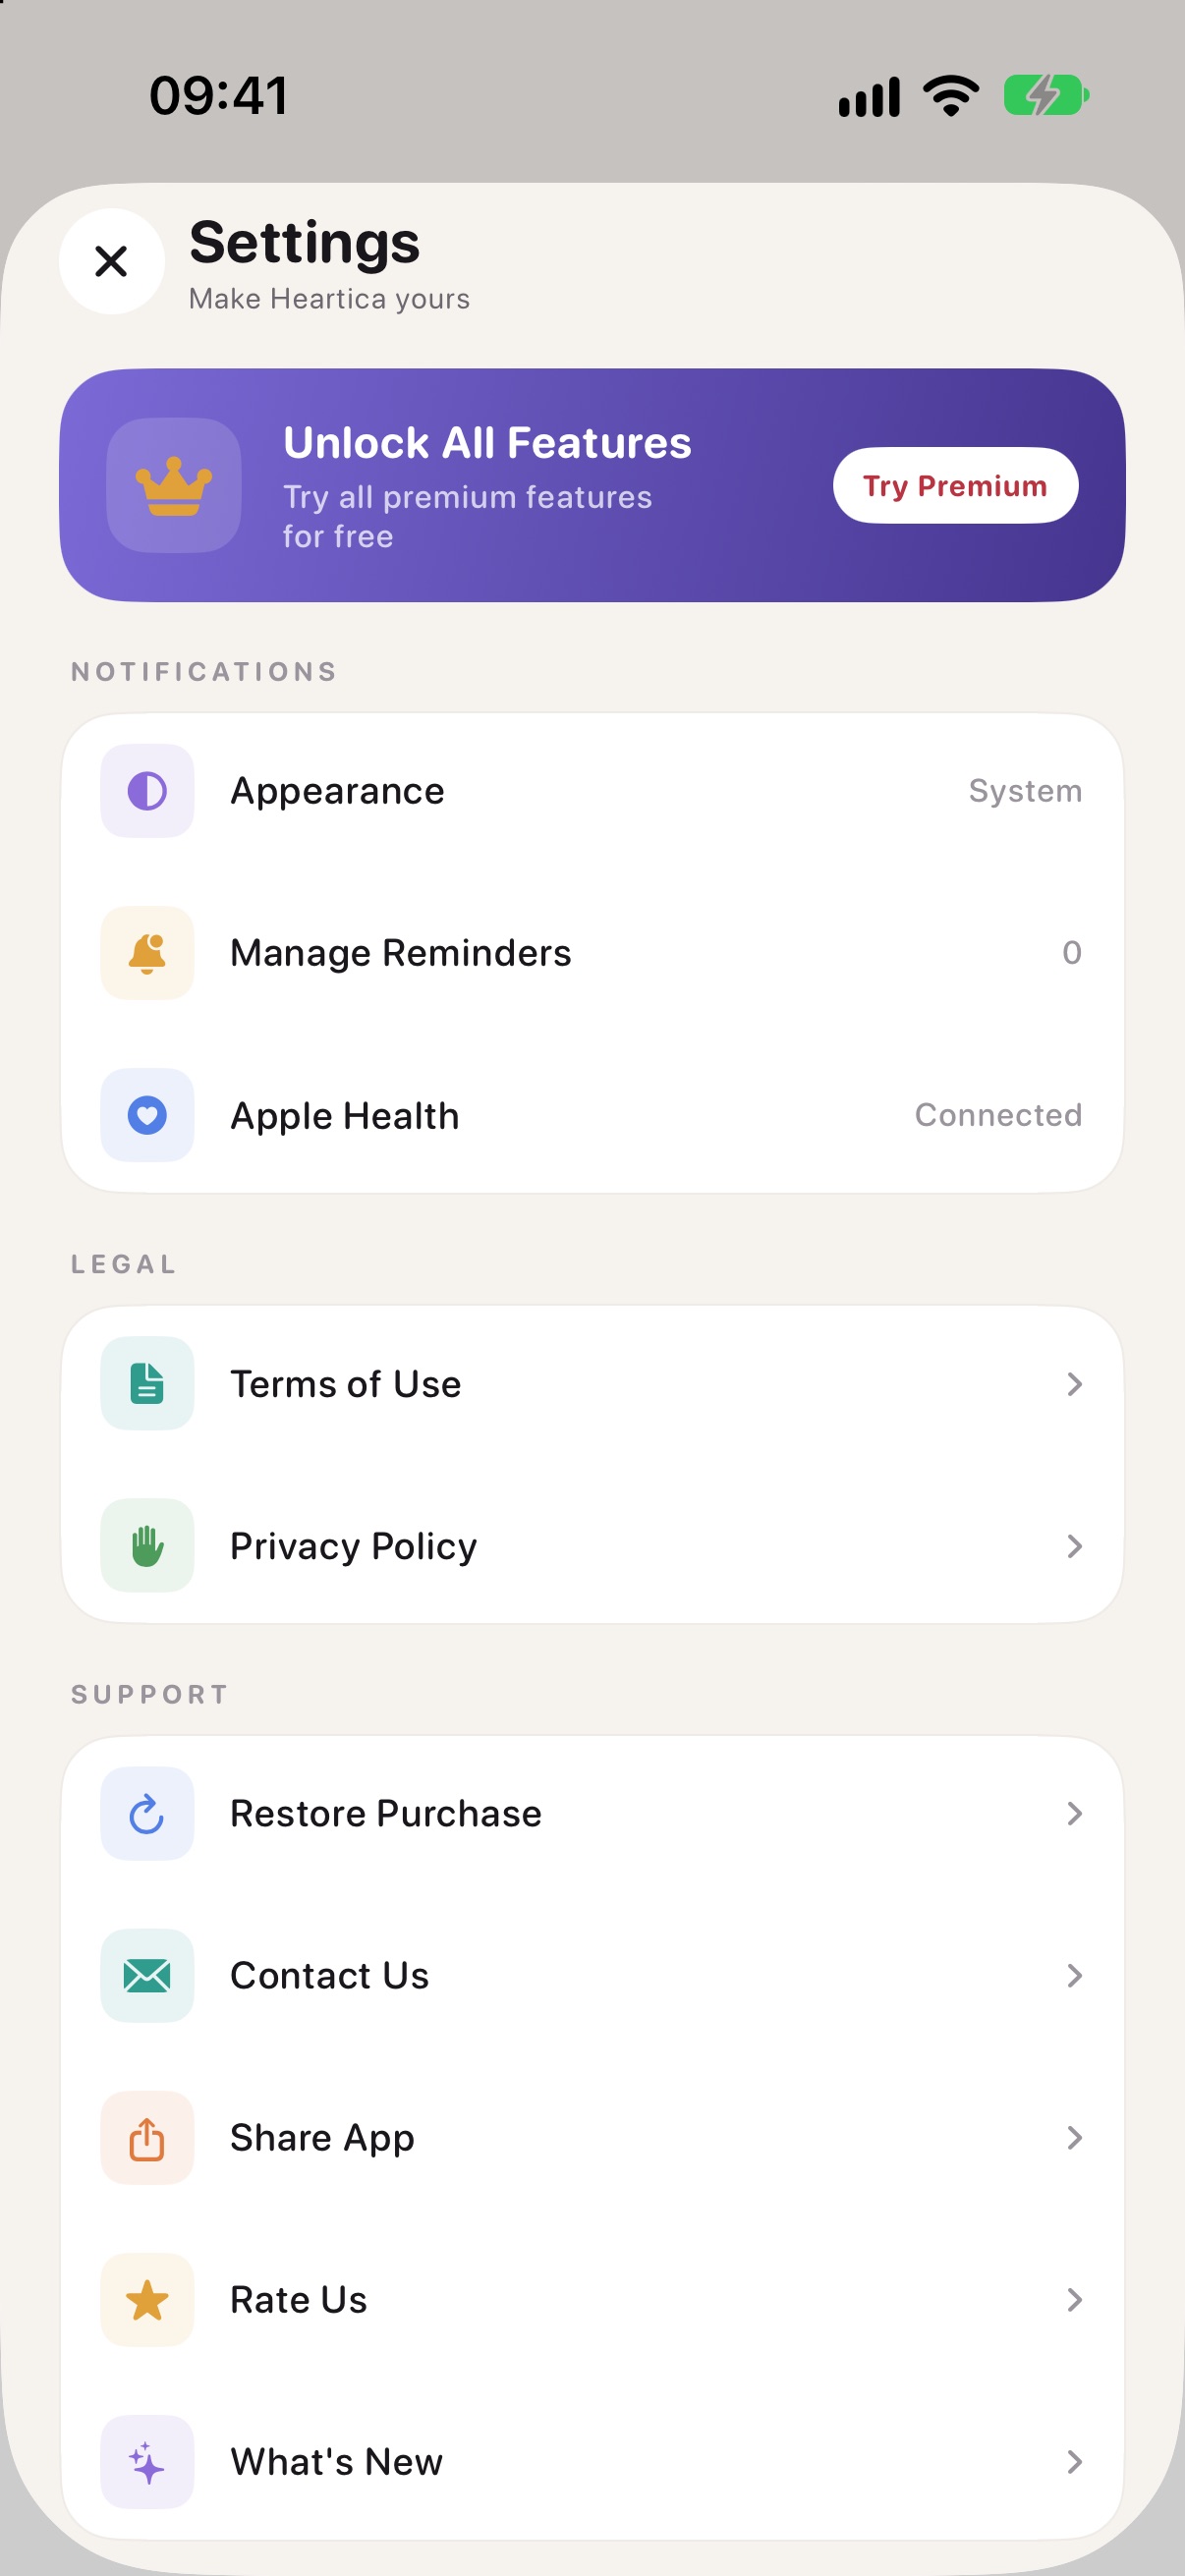 09:41
Settings
Make Heartica yours
Unlock All Features
Try all premium features
for free
Try Premium
NOTIFICATIONS
Appearance
System
Manage Reminders
0
Apple Health
Connected
LEGAL
Terms of Use
Privacy Policy
SUPPORT
Restore Purchase
Contact Us
Share App
Rate Us
What's New